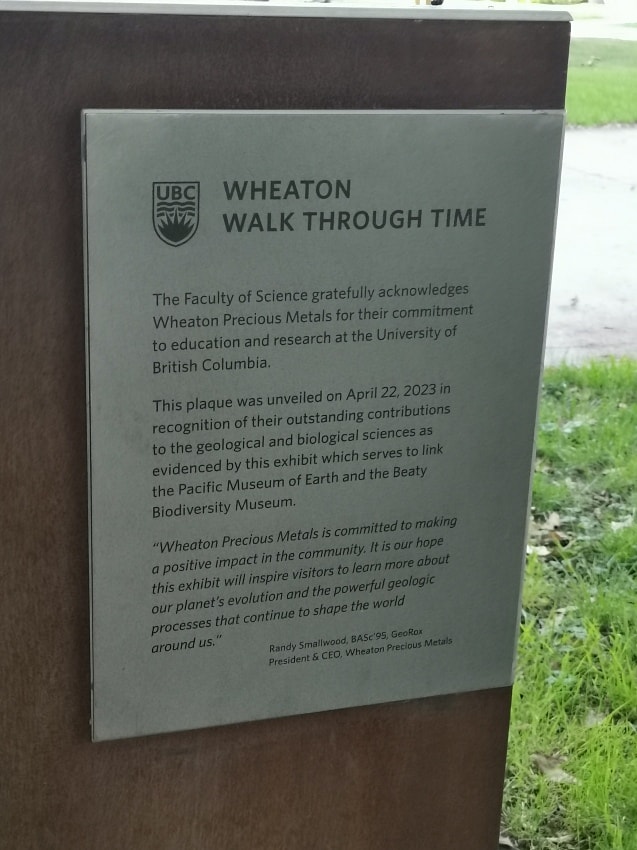 UBC
WHEATON
WALK THROUGH TIME
The Faculty of Science gratefully acknowledges
Wheaton Precious Metals for their commitment
to education and research at the University of
British Columbia.
This plaque was unveiled on April 22, 2023 in
recognition of their outstanding contributions
to the geological and biological sciences as
evidenced by this exhibit which serves to link
the Pacific Museum of Earth and the Beaty
Biodiversity Museum.
“Wheaton Precious Metals is committed to making
a positive impact in the community. It is our hope
this exhibit will inspire visitors to learn more about
our planet’s evolution and the powerful geologic
processes that continue to shape the world
around us.”
Randy Smallwood, BASc’95, GeoRox
President & CEO, Wheaton Precious Metals